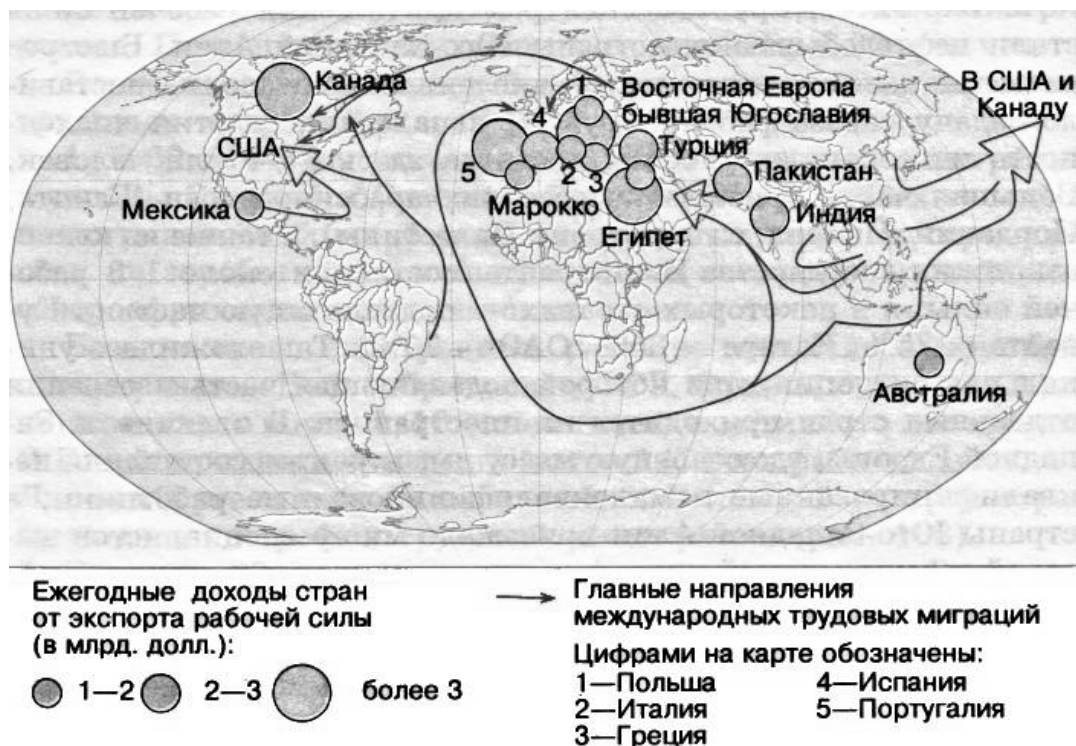 Канада
1
Восточная Европа
бывшая Югославия
В США и
Канаду
4
США
Турция
5
2
3
Пакистан
Мексика
Марокко
Индия
Египет
Австралия
Ежегодные доходы стран
от экспорта рабочей силы
(в млрд. долл.):
1—2
2—3
более 3
Главные направления
международных трудовых миграций
Цифрами на карте обозначены:
1—Польша
2—Италия
3—Греция
4—Испания
5—Португалия